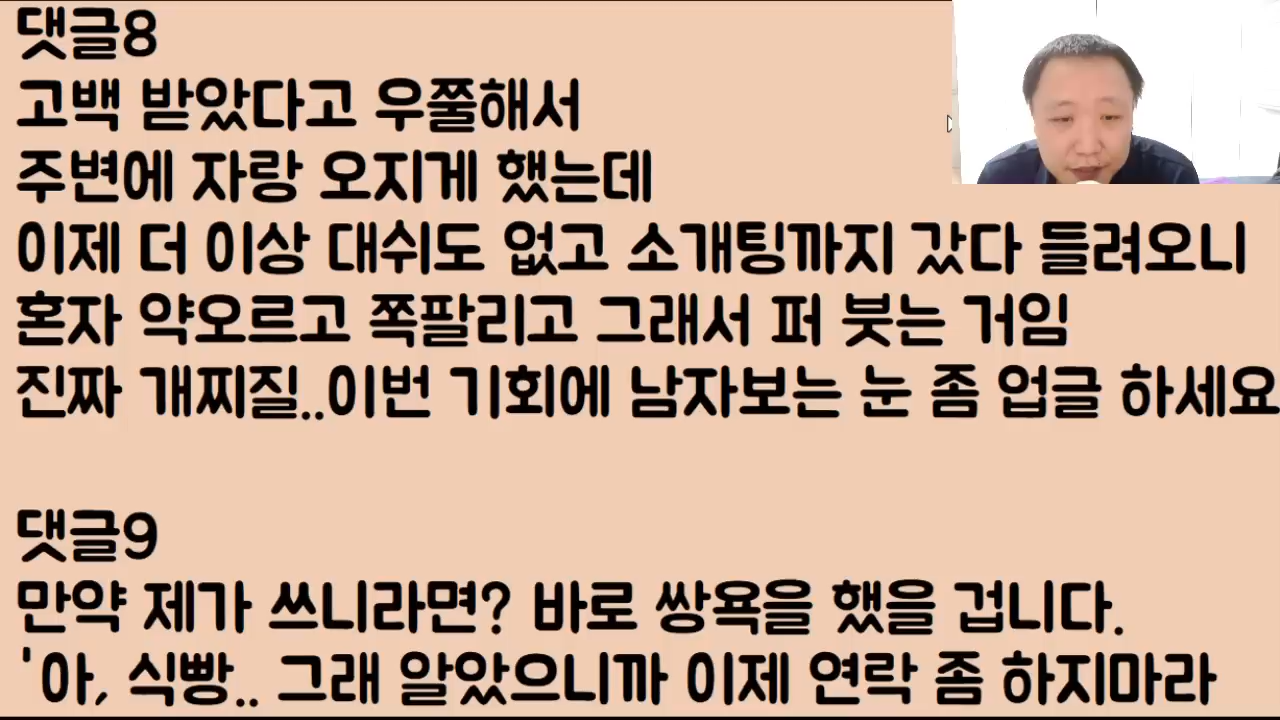 댓글8
고백 받았다고 우쭐해서
주변에 자랑 오지게 했는데
이제 더 이상 대쉬도 없고 소개팅까지 갔다 들려오니
혼자 약오르고 쪽팔리고 그래서 퍼 붓는 거임
진짜 개찌질..이번 기회에 남자보는 눈 좀 업글 하세요
댓글9
만약 제가 쓰니라면? 바로 쌍욕을 했을 겁니다.
'아, 식빵.. 그래 알았으니까 이제 연락 좀 하지마라